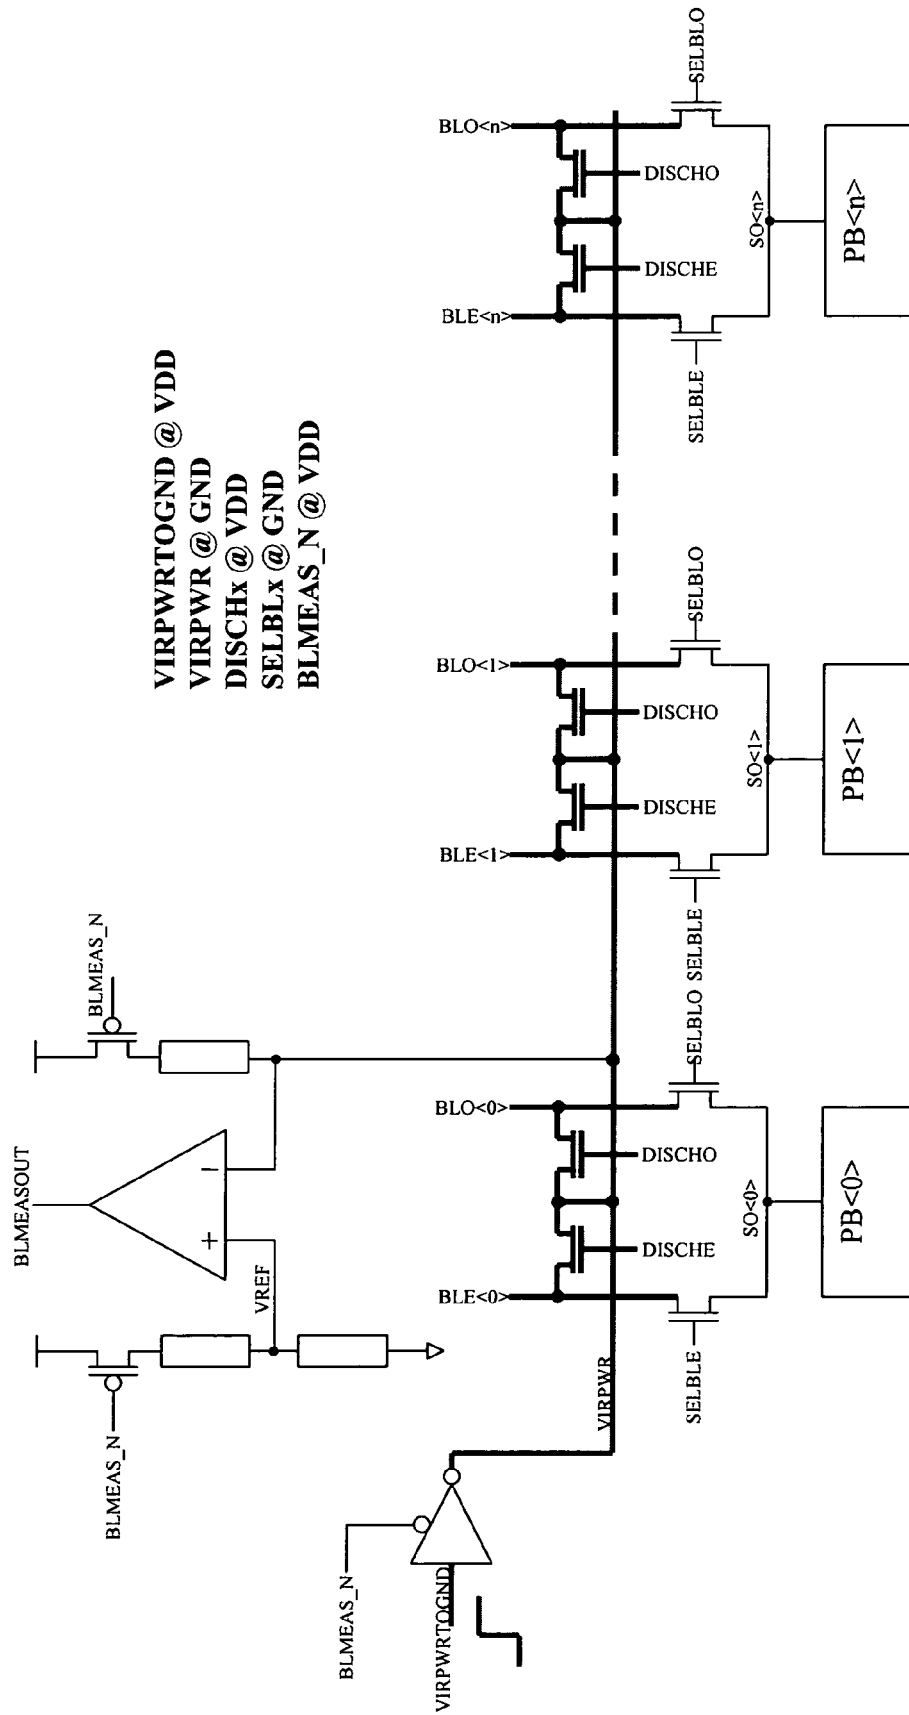 VIRPWRTOGND @ VDD
VIRPWR @ GND
DISCHx @ VDD
SELBLx @ GND
BLMEAS_N @ VDD
BLMEASOUT
BLMEAS_N
BLMEAS_N
+
−
VREF
BLMEAS_N
VIRPWRTOGND
VIRPWR
BLE<0>
BLO<0>
DISCHE
DISCHO
SELBLE
SELBLO
SO<0>
PB<0>
BLE<1>
BLO<1>
DISCHE
DISCHO
SELBLE
SELBLO
SO<1>
PB<1>
BLE<n>
BLO<n>
DISCHE
DISCHO
SELBLE
SELBLO
SO<n>
PB<n>